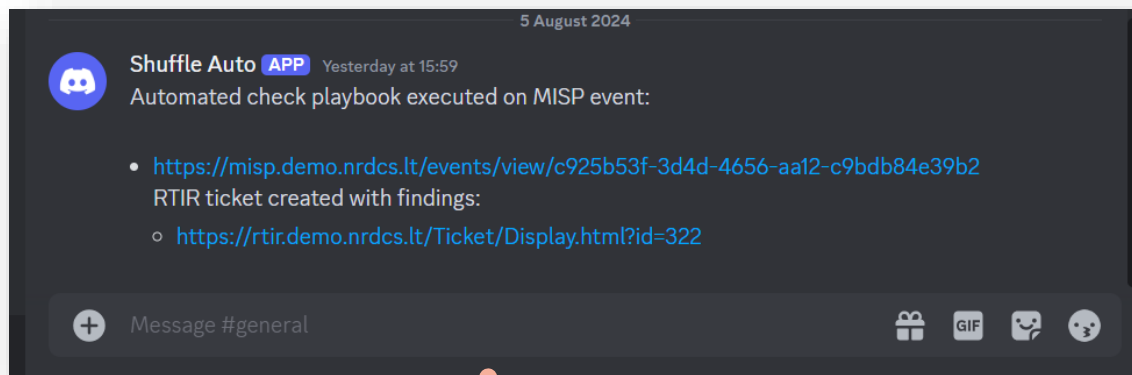 5 August 2024
Shuffle Auto APP Yesterday at 15:59
Automated check playbook executed on MISP event:
https://misp.demo.nrdcs.lt/events/view/c925b53f-3d4d-4656-aa12-c9bdb84e39b2
RTIR ticket created with findings:
https://rtir.demo.nrdcs.lt/Ticket/Display.html?id=322
Message #general
GIF